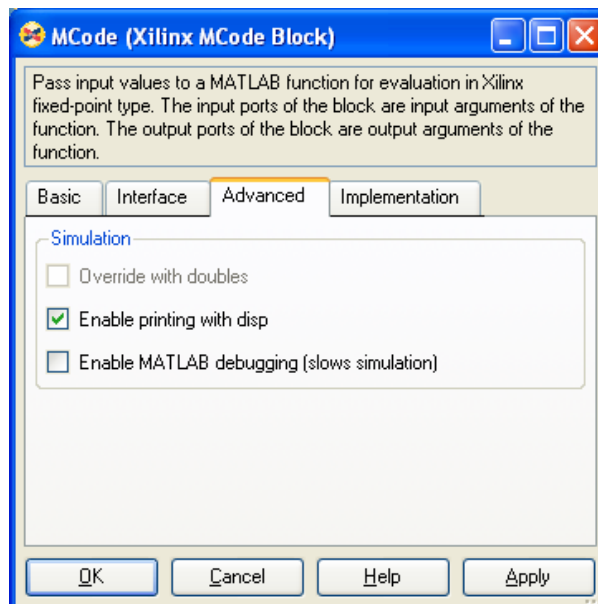 MCode (Xilinx MCode Block)
Pass input values to a MATLAB function for evaluation in Xilinx
fixed-point type. The input ports of the block are input arguments of the
function. The output ports of the block are output arguments of the
function.
Basic Interface Advanced Implementation
Simulation
Override with doubles
Enable printing with disp
Enable MATLAB debugging (slows simulation)
OK Cancel Help Apply